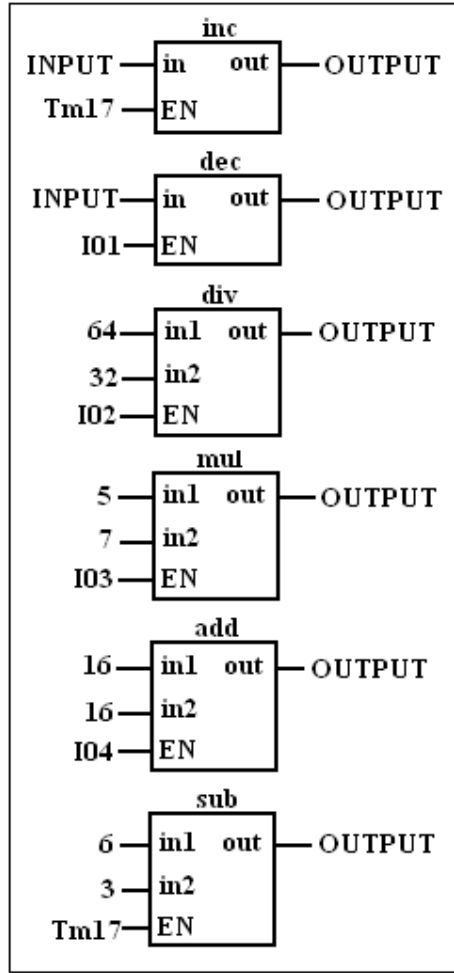 inc
INPUT in out OUTPUT
Tm17 EN
dec
INPUT in out OUTPUT
I01 EN
div
64 in1 out OUTPUT
32 in2
I02 EN
mul
5 in1 out OUTPUT
7 in2
I03 EN
add
16 in1 out OUTPUT
16 in2
I04 EN
sub
6 in1 out OUTPUT
3 in2
Tm17 EN